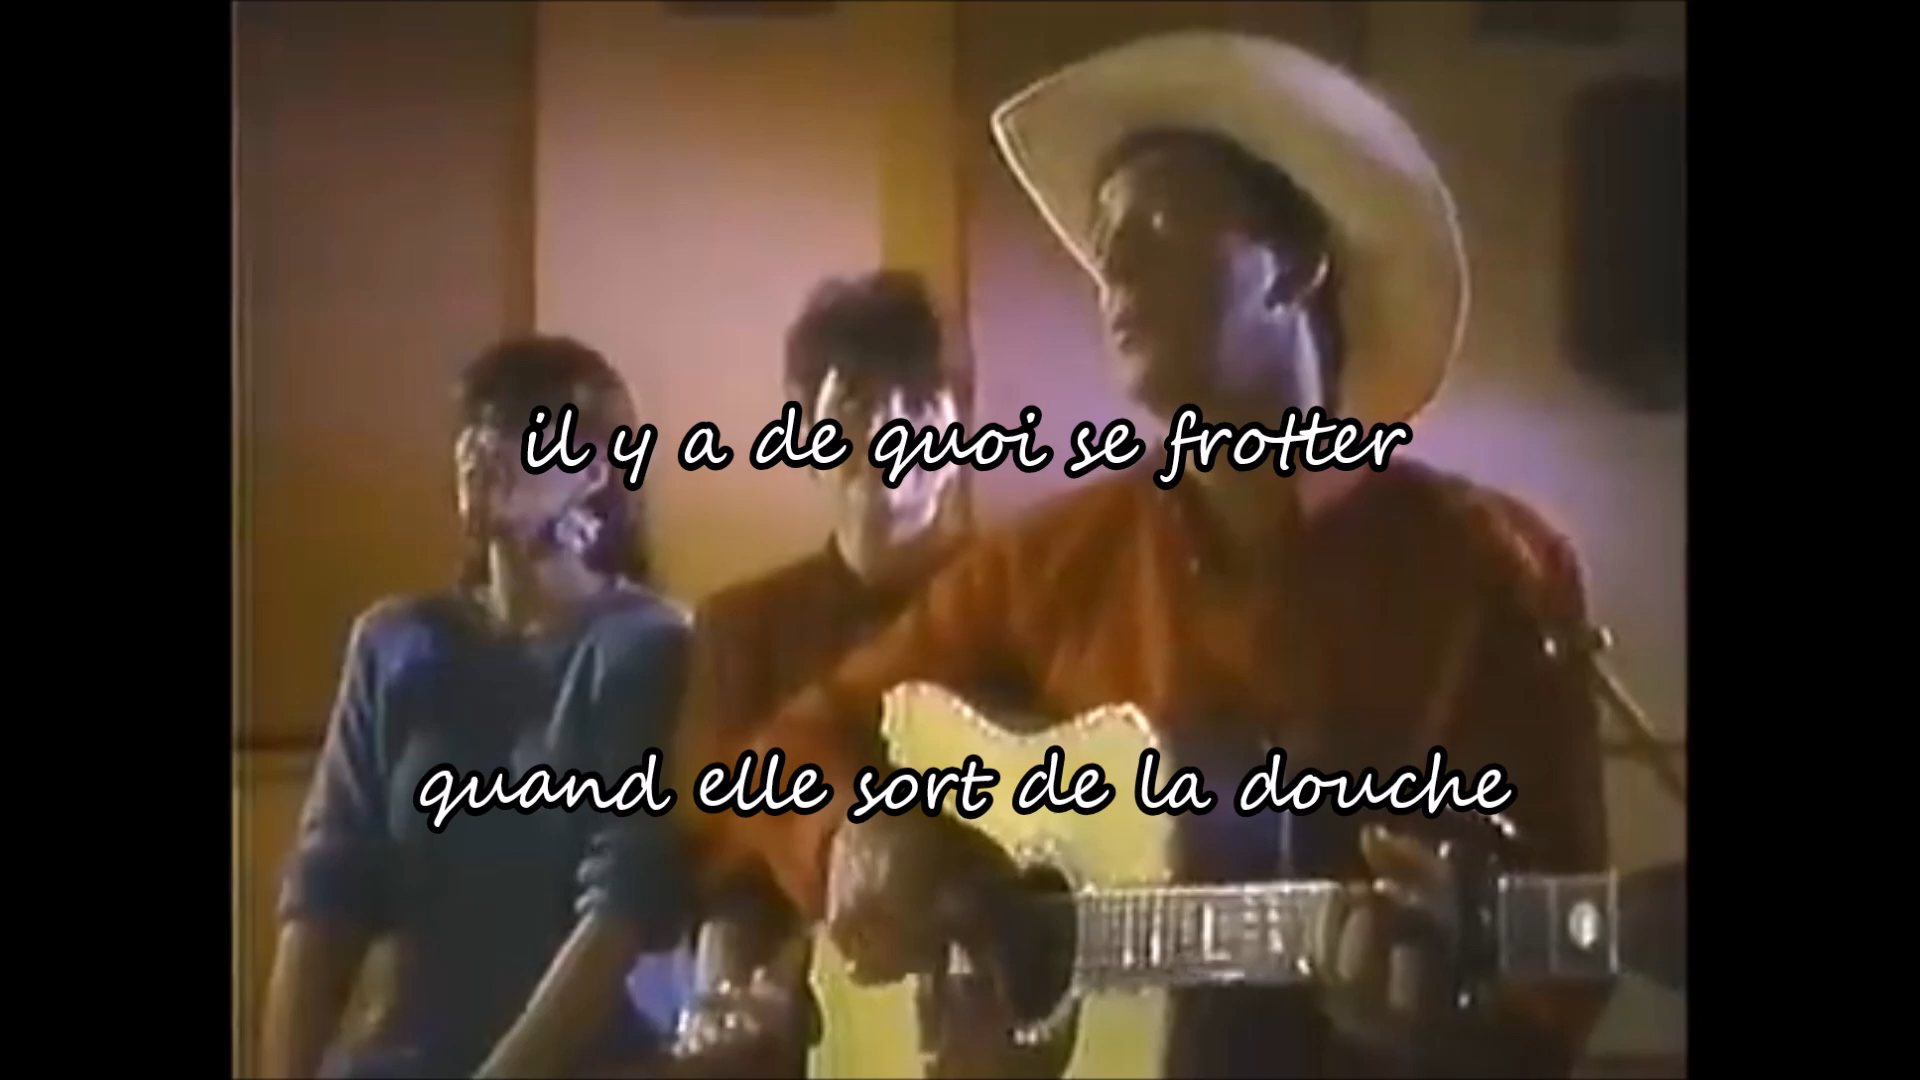 il y a de quoi se frotter
quand elle sort de la douche